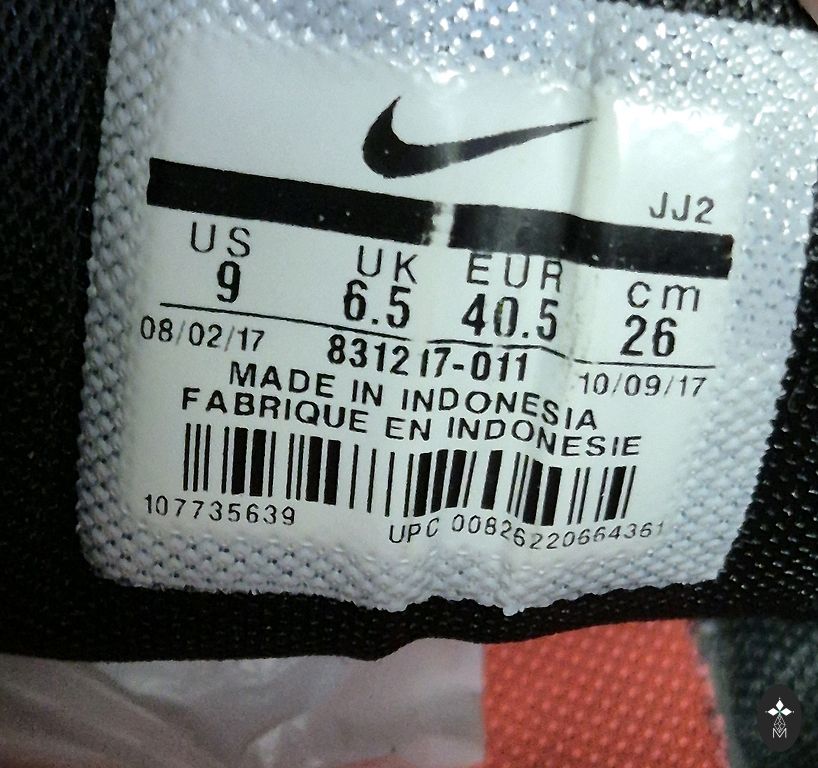 JJ2
US UK EUR cm
9 6.5 40.5 26
08/02/17 831217-011 10/09/17
MADE IN INDONESIA
FABRIQUE EN INDONESIE
107735639 UPC 00826220664361
M